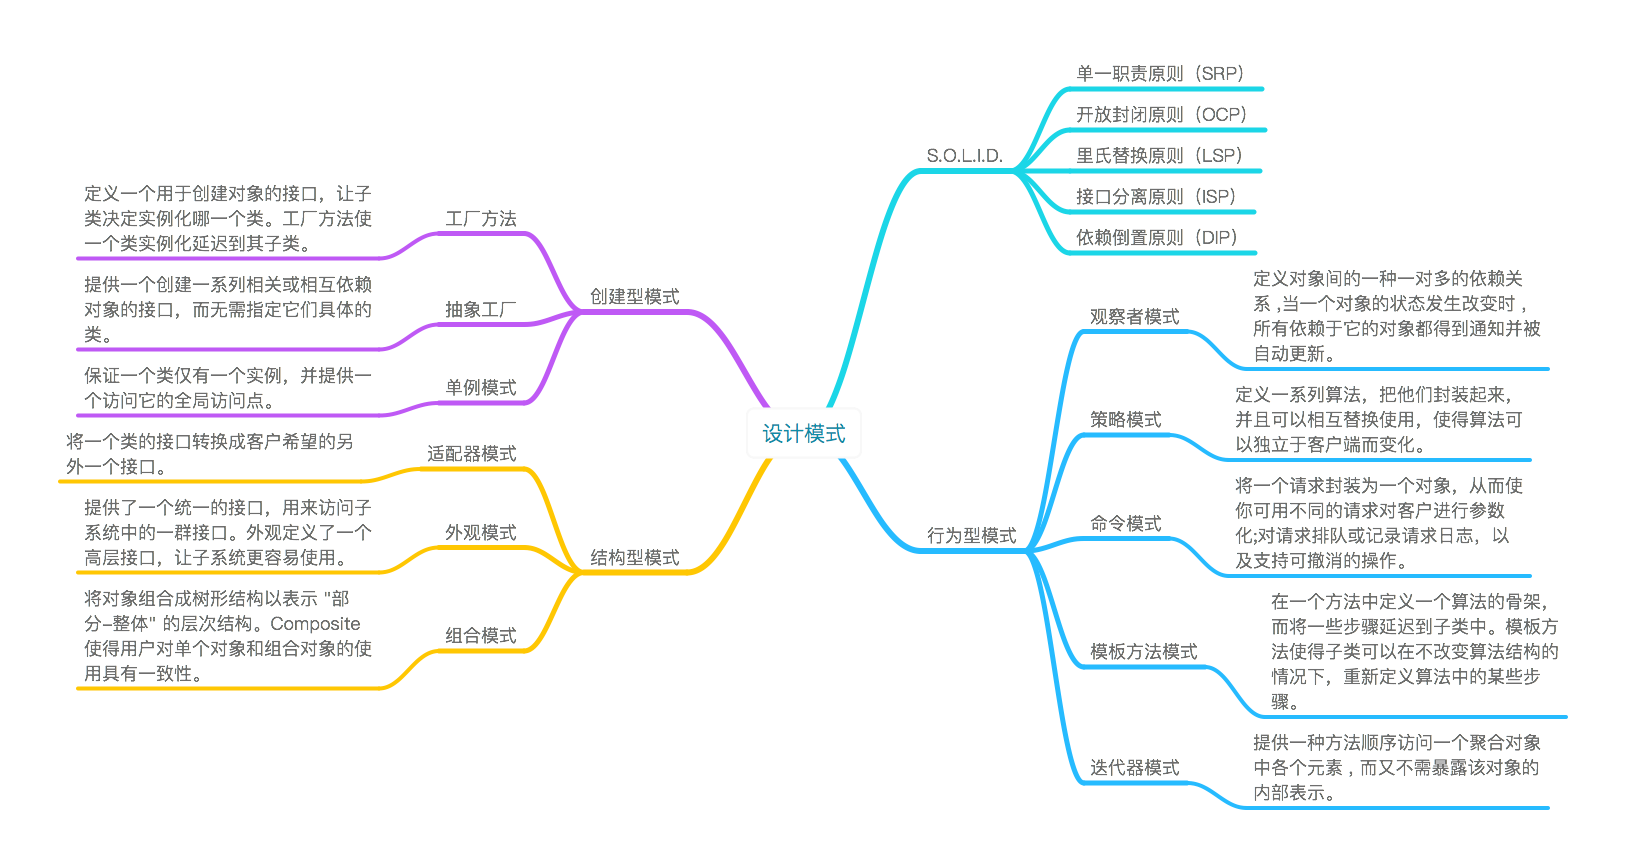 设计模式
S.O.L.I.D.
单一职责原则（SRP）
开放封闭原则（OCP）
里氏替换原则（LSP）
接口分离原则（ISP）
依赖倒置原则（DIP）
行为型模式
观察者模式
定义对象间的一种一对多的依赖关
系 ,当一个对象的状态发生改变时 ,
所有依赖于它的对象都得到通知并被
自动更新。
策略模式
定义一系列算法，把他们封装起来，
并且可以相互替换使用，使得算法可
以独立于客户端而变化。
命令模式
将一个请求封装为一个对象，从而使
你可用不同的请求对客户进行参数
化;对请求排队或记录请求日志，以
及支持可撤消的操作。
模板方法模式
在一个方法中定义一个算法的骨架，
而将一些步骤延迟到子类中。模板方
法使得子类可以在不改变算法结构的
情况下，重新定义算法中的某些步
骤。
迭代器模式
提供一种方法顺序访问一个聚合对象
中各个元素 , 而又不需暴露该对象的
内部表示。
创建型模式
工厂方法
定义一个用于创建对象的接口，让子
类决定实例化哪一个类。工厂方法使
一个类实例化延迟到其子类。
抽象工厂
提供一个创建一系列相关或相互依赖
对象的接口，而无需指定它们具体的
类。
单例模式
保证一个类仅有一个实例，并提供一
个访问它的全局访问点。
结构型模式
适配器模式
将一个类的接口转换成客户希望的另
外一个接口。
外观模式
提供了一个统一的接口，用来访问子
系统中的一群接口。外观定义了一个
高层接口，让子系统更容易使用。
组合模式
将对象组合成树形结构以表示 "部
分-整体" 的层次结构。Composite
使得用户对单个对象和组合对象的使
用具有一致性。